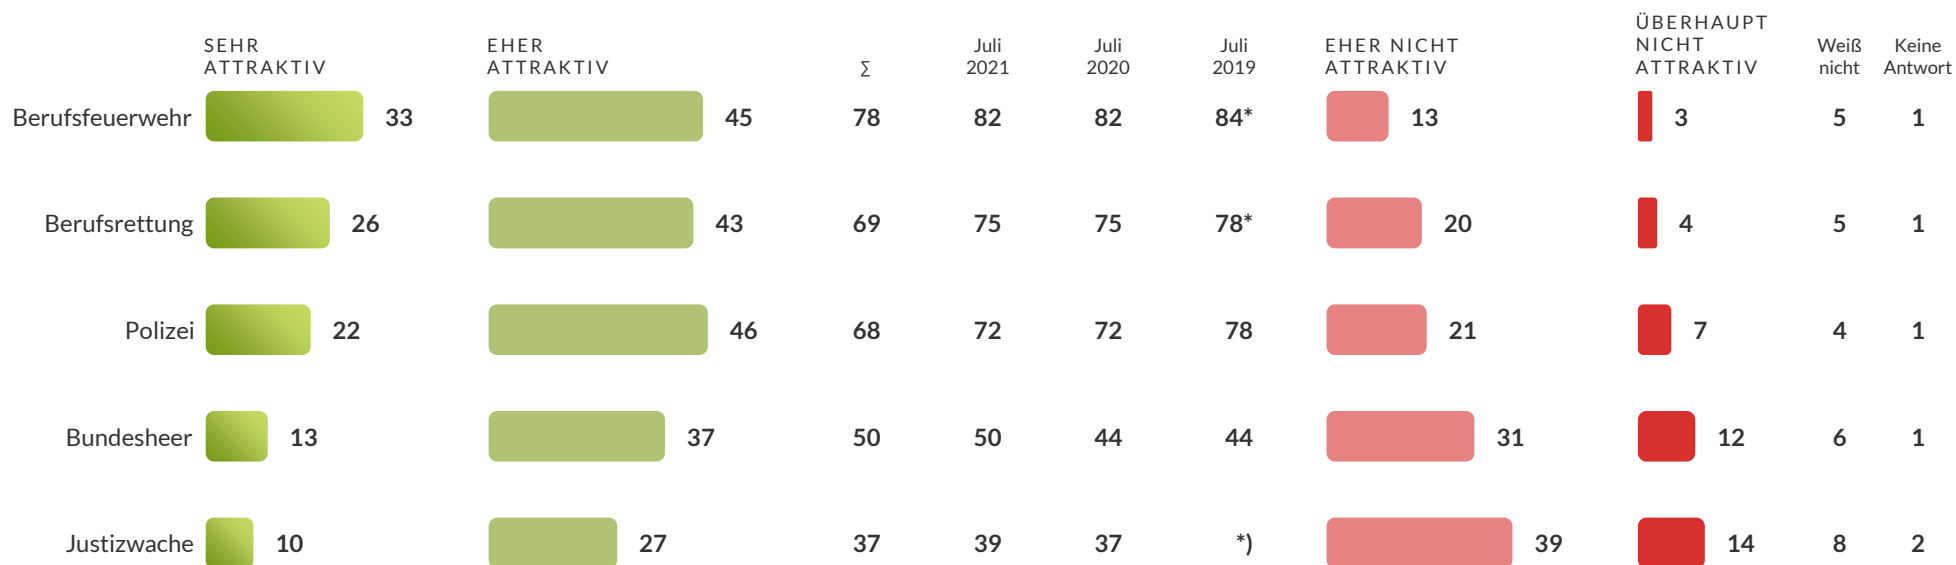 SEHR ATTRAKTIV EHER ATTRAKTIV ∑ Juli 2021 Juli 2020 Juli 2019 EHER NICHT ATTRAKTIV ÜBERHAUPT NICHT ATTRAKTIV Weiß nicht Keine Antwort
Berufsfeuerwehr 33 45 78 82 82 84* 13 3 5 1
Berufsrettung 26 43 69 75 75 78* 20 4 5 1
Polizei 22 46 68 72 72 78 21 7 4 1
Bundesheer 13 37 50 50 44 44 31 12 6 1
Justizwache 10 27 37 39 37 *) 39 14 8 2